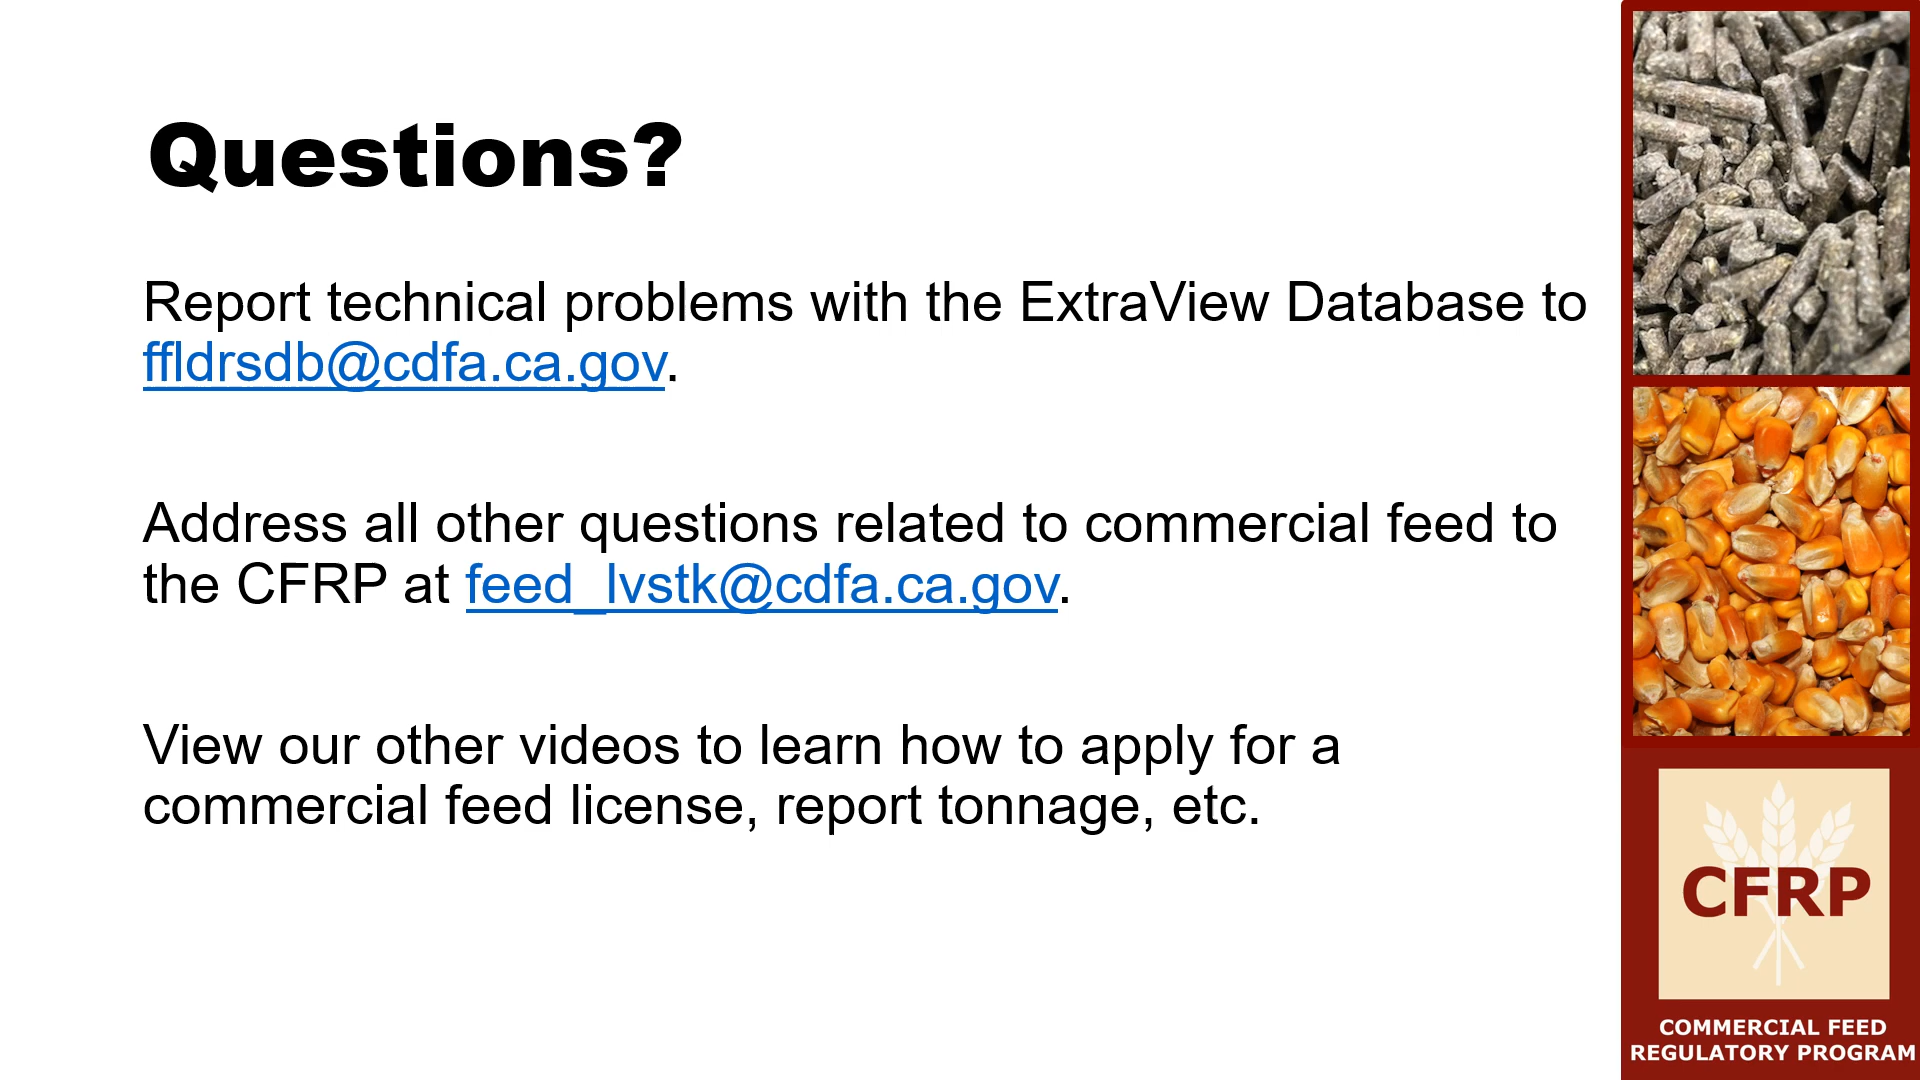 Questions?
Report technical problems with the ExtraView Database to
ffldrsdb@cdfa.ca.gov.
Address all other questions related to commercial feed to
the CFRP at feed_lvstk@cdfa.ca.gov.
View our other videos to learn how to apply for a
commercial feed license, report tonnage, etc.
CFRP
COMMERCIAL FEED
REGULATORY PROGRAM